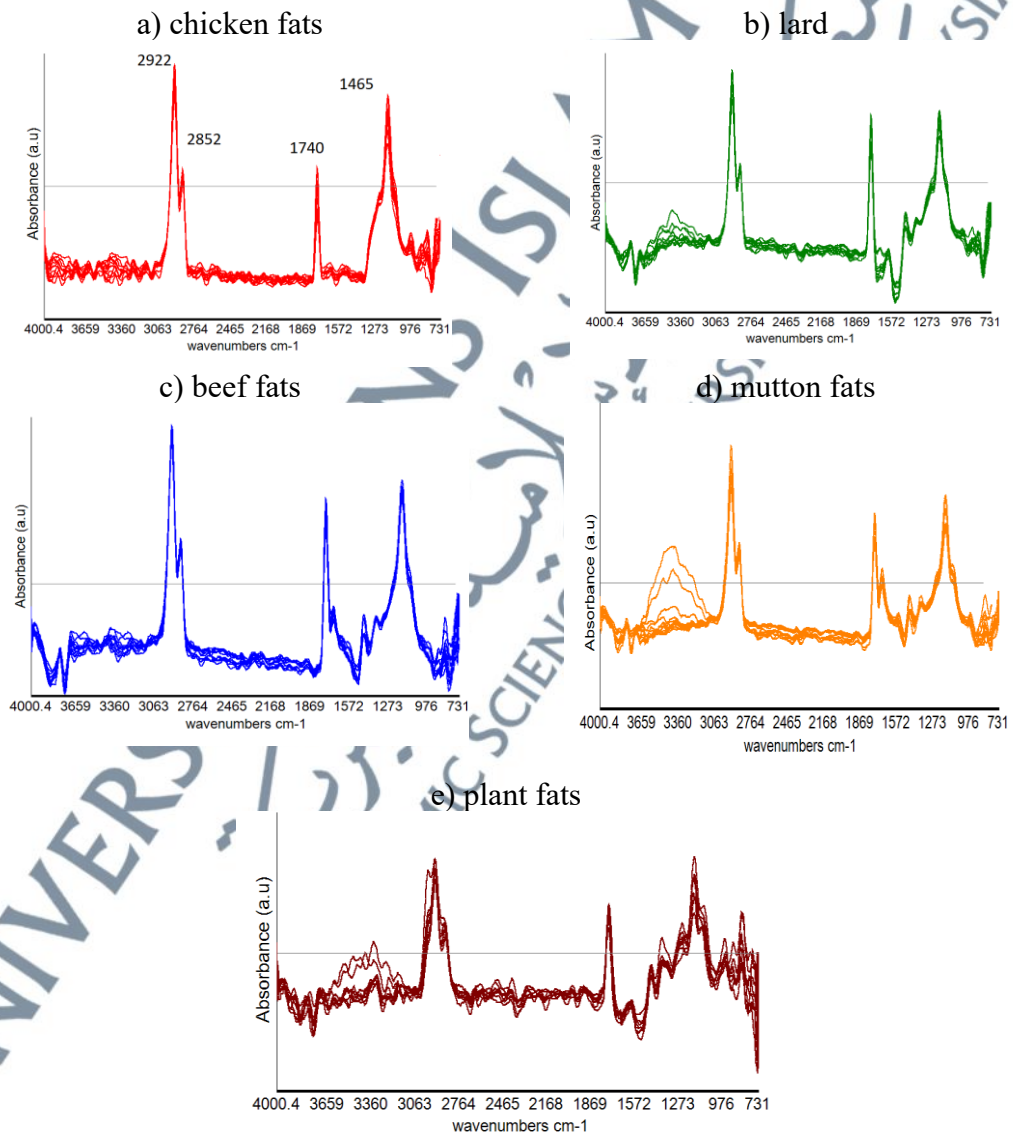 a) chicken fats
2922
2852
1740
1465
Absorbance (a.u)
4000.4 3659 3360 3063 2764 2465 2168 1869 1572 1273 976 731
wavenumbers cm-1
b) lard
Absorbance (a.u)
4000.4 3659 3360 3063 2764 2465 2168 1869 1572 1273 976 731
wavenumbers cm-1
c) beef fats
Absorbance (a.u)
4000.4 3659 3360 3063 2764 2465 2168 1869 1572 1273 976 731
wavenumbers cm-1
d) mutton fats
Absorbance (a.u)
4000.4 3659 3360 3063 2764 2465 2168 1869 1572 1273 976 731
wavenumbers cm-1
e) plant fats
Absorbance (a.u)
4000.4 3659 3360 3063 2764 2465 2168 1869 1572 1273 976 731
wavenumbers cm-1